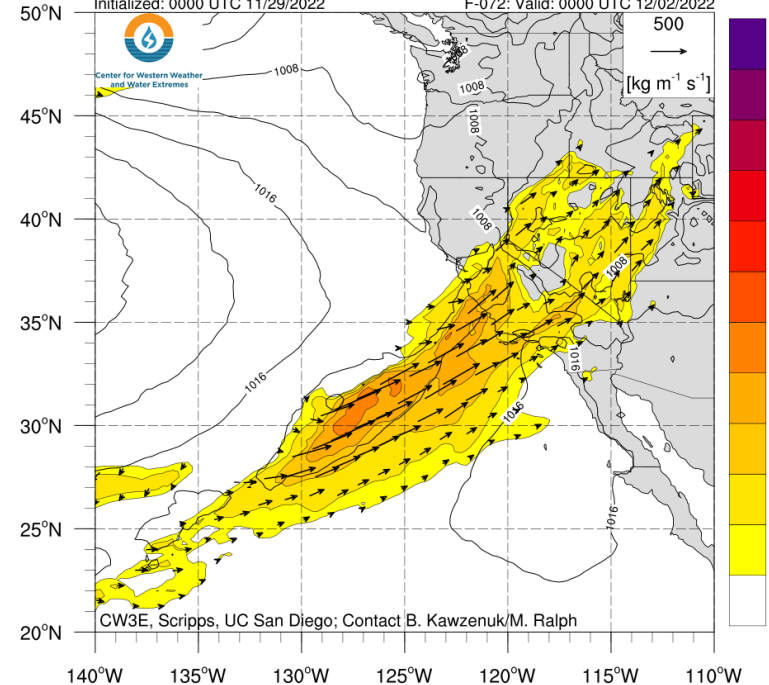 Initialized: 0000 UTC 11/29/2022 F-072: Valid: 0000 UTC 12/02/2022
50°N
500
[kg m⁻¹ s⁻¹]
Center for Western Weather
and Water Extremes
1008
1008
1008
45°N
1016
40°N
1008
1008
35°N
1016
1016
30°N
1016
1016
25°N
20°N
CW3E, Scripps, UC San Diego; Contact B. Kawzenuk/M. Ralph
140°W 135°W 130°W 125°W 120°W 115°W 110°W